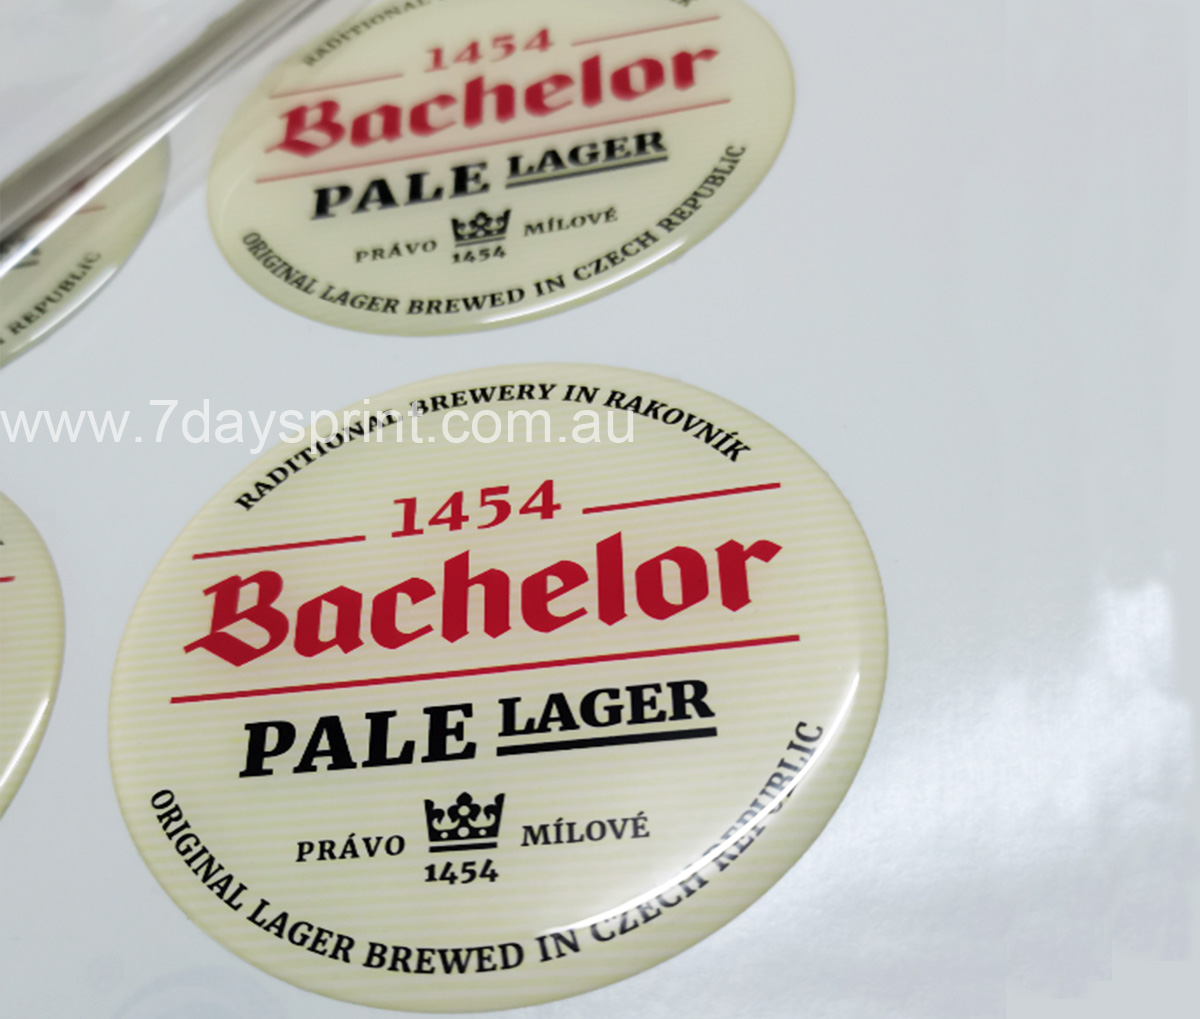 RADITIONAL
1454
Bachelor
PALE LAGER
PRÁVO MÍLOVÉ
1454
ORIGINAL LAGER BREWED IN CZECH REPUBLIC
REPUBLIC
www.7daysprint.com.au
RADITIONAL BREWERY IN RAKOVNÍK
1454
Bachelor
PALE LAGER
PRÁVO MÍLOVÉ
1454
ORIGINAL LAGER BREWED IN CZECH REPUBLIC